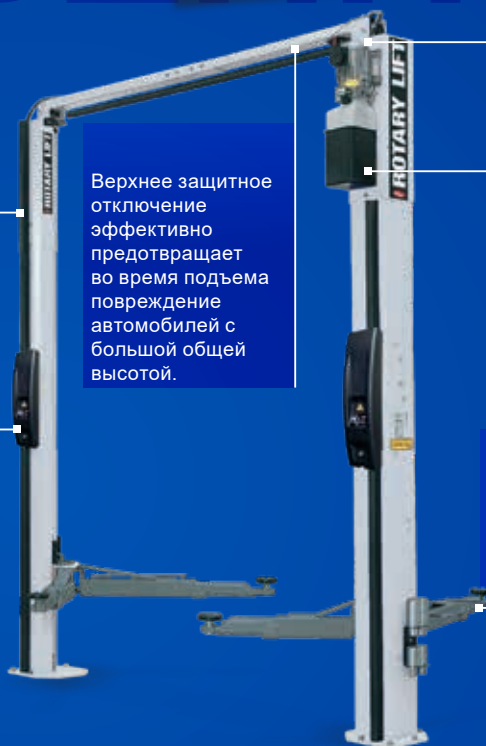 ROTARY LIFT
ROTARY LIFT
Верхнее защитное
отключение
эффективно
предотвращает
во время подъема
повреждение
автомобилей с
большой общей
высотой.